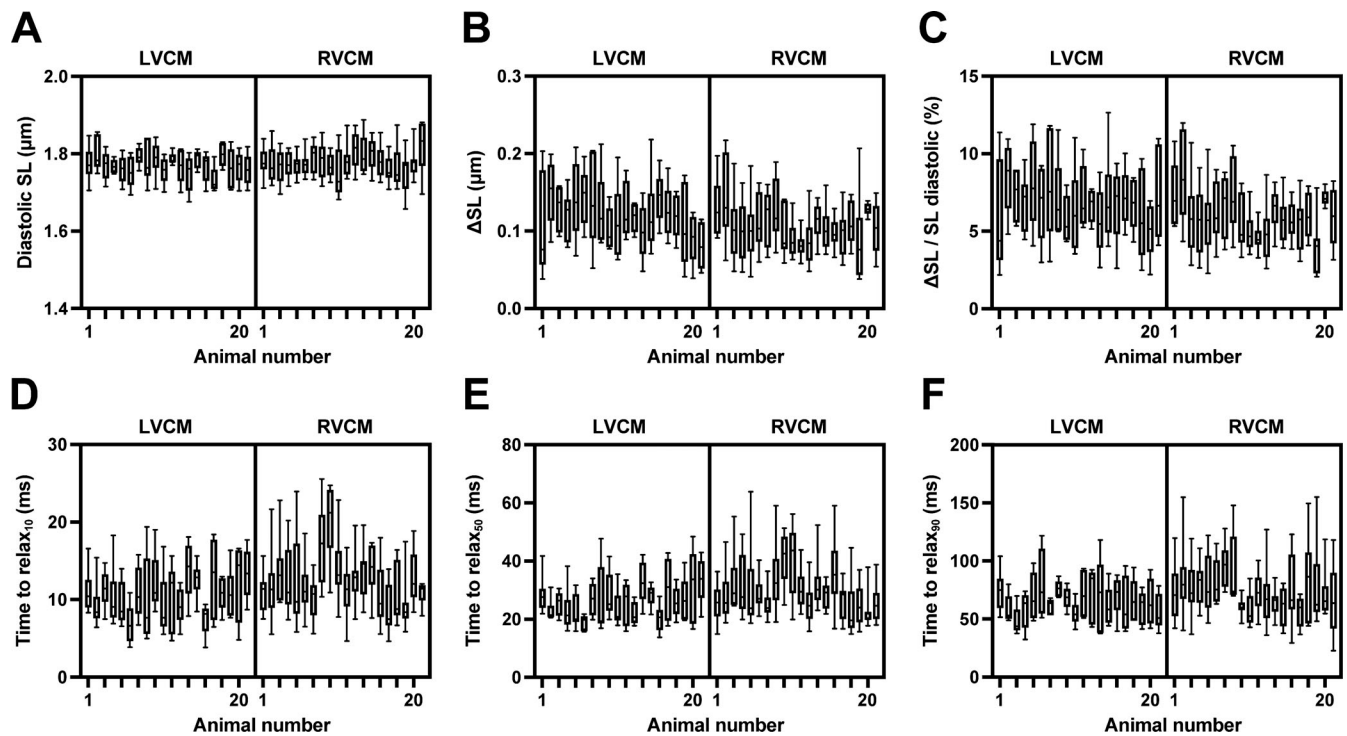 A
LVCM
RVCM
Diastolic SL (µm)
2.0
1.8
1.6
1.4
1
20
1
20
Animal number
B
LVCM
RVCM
ΔSL (µm)
0.3
0.2
0.1
0.0
1
20
1
20
Animal number
C
LVCM
RVCM
ΔSL / SL diastolic (%)
15
10
5
0
1
20
1
20
Animal number
D
LVCM
RVCM
Time to relax₁₀ (ms)
30
20
10
0
1
20
1
20
Animal number
E
LVCM
RVCM
Time to relax₅₀ (ms)
80
60
40
20
0
1
20
1
20
Animal number
F
LVCM
RVCM
Time to relax₉₀ (ms)
200
150
100
50
0
1
20
1
20
Animal number